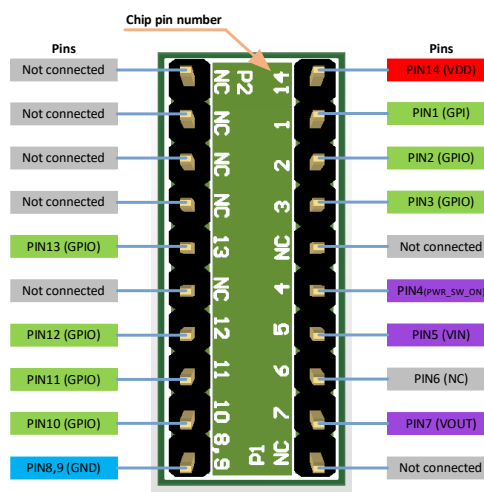 Chip pin number
Pins Pins
Not connected NC P2 14 PIN14 (VDD)
Not connected NC 1 PIN1 (GPI)
Not connected NC 2 PIN2 (GPIO)
Not connected NC 3 PIN3 (GPIO)
PIN13 (GPIO) 13 NC Not connected
Not connected NC 4 PIN4(PWR_SW_ON)
PIN12 (GPIO) 12 5 PIN5 (VIN)
PIN11 (GPIO) 11 6 PIN6 (NC)
PIN10 (GPIO) 10 7 PIN7 (VOUT)
PIN8,9 (GND) 8,9 P1 NC Not connected